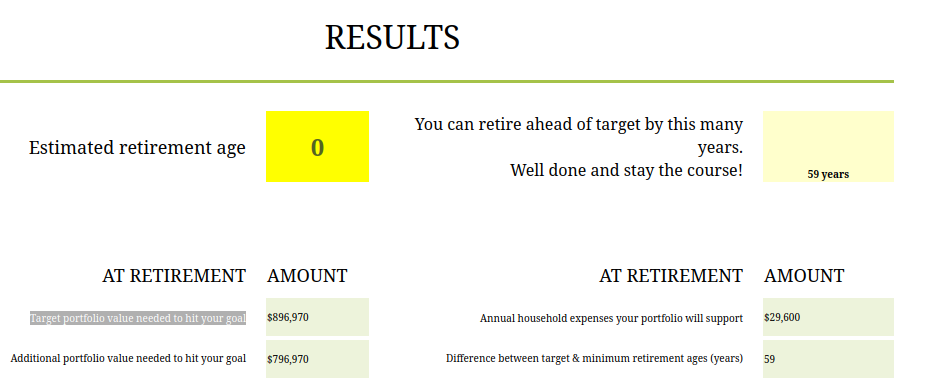 RESULTS
Estimated retirement age
0
You can retire ahead of target by this many
years.
Well done and stay the course!
59 years
AT RETIREMENT AMOUNT
Target portfolio value needed to hit your goal $896,970
Additional portfolio value needed to hit your goal $796,970
AT RETIREMENT AMOUNT
Annual household expenses your portfolio will support $29,600
Difference between target & minimum retirement ages (years) 59